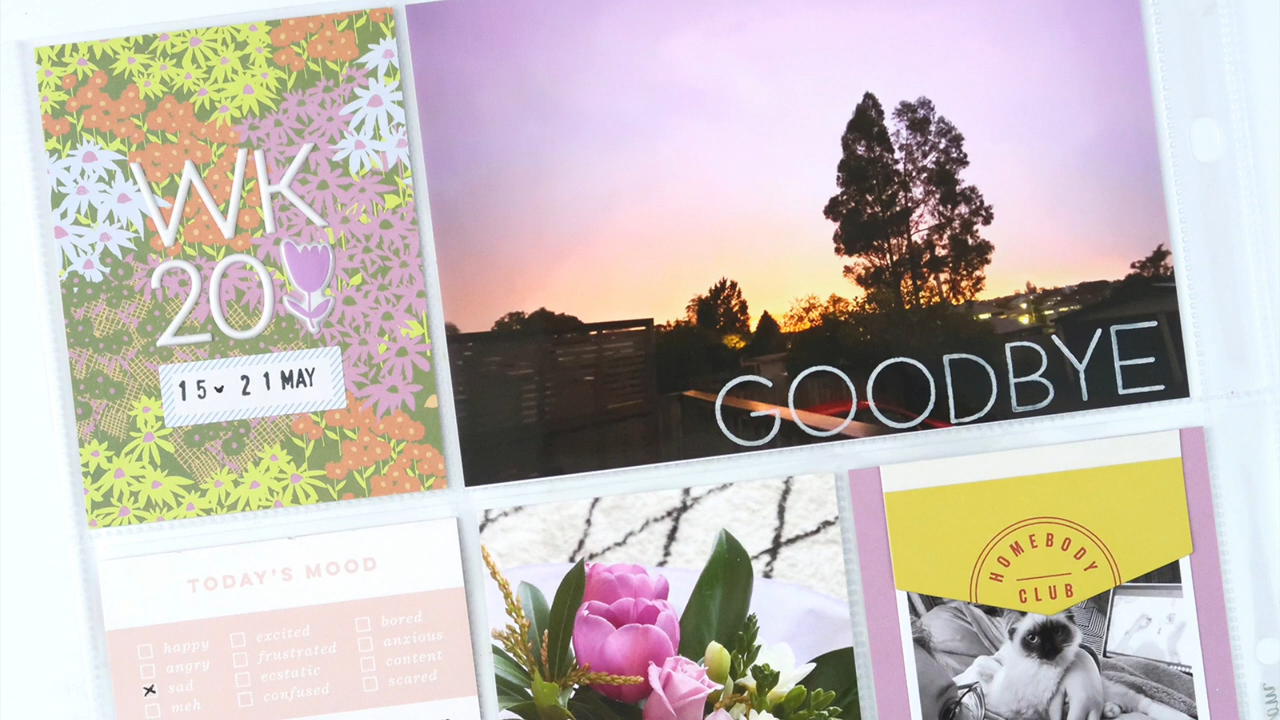 WK
20
15 21 MAY
GOODBYE
TODAY'S MOOD
happy
angry
sad
meh
excited
frustrated
ecstatic
confused
bored
anxious
content
scared
HOMEBODY
CLUB